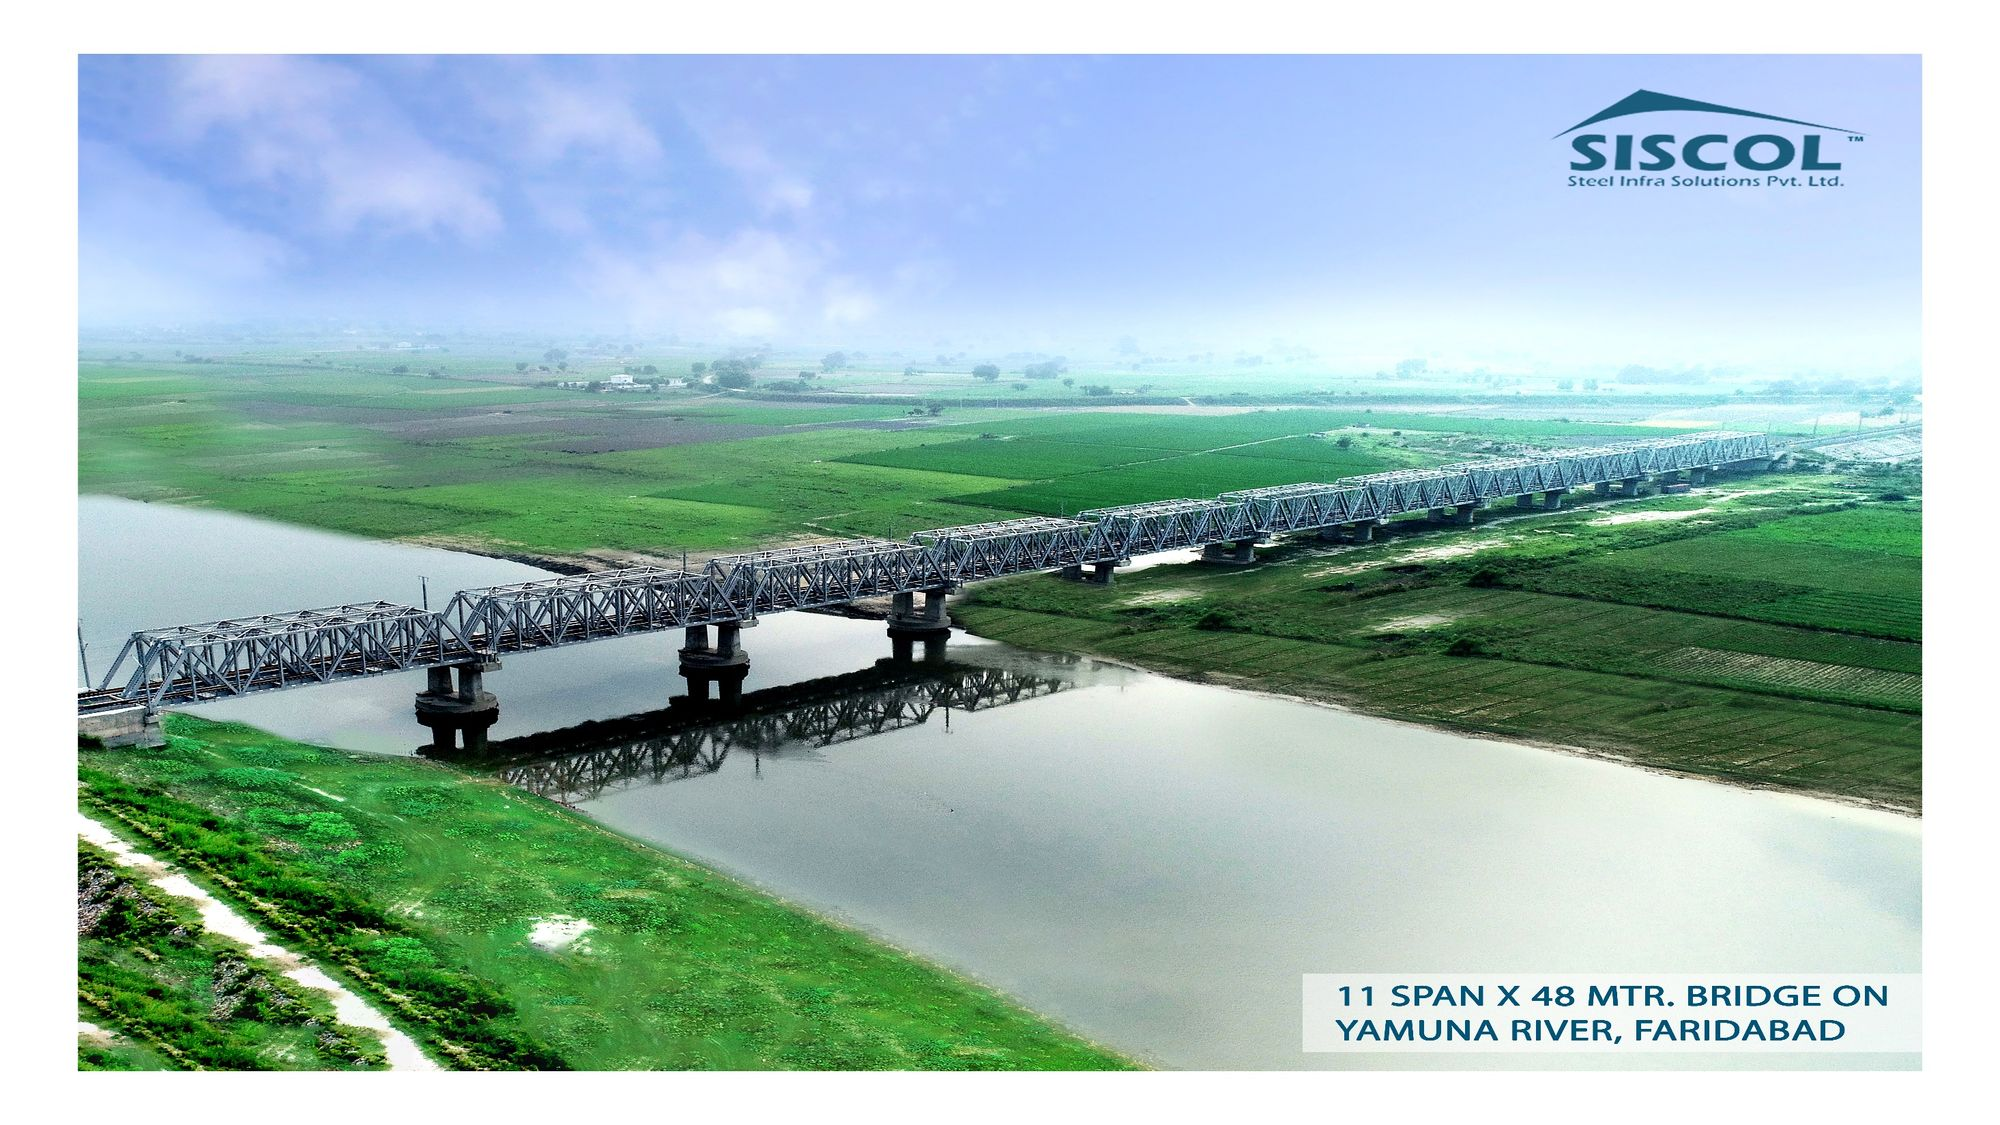 SISCOL™
Steel Infra Solutions Pvt. Ltd.
11 SPAN X 48 MTR. BRIDGE ON
YAMUNA RIVER, FARIDABAD